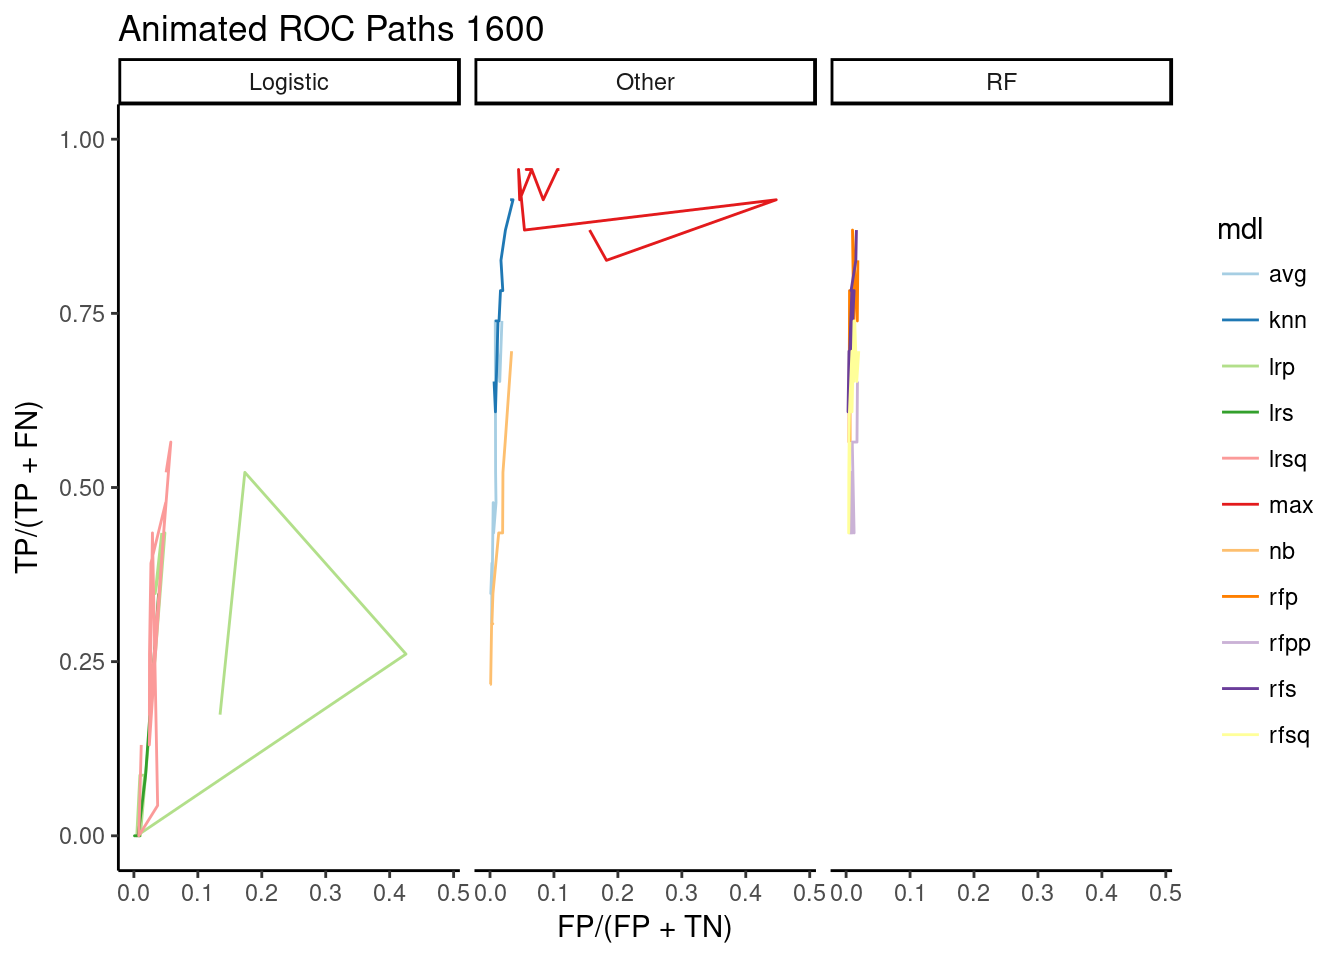 Animated ROC Paths 1600
Logistic Other RF
1.00
0.75
0.50
0.25
0.00
TP/(TP + FN)
0.0 0.1 0.2 0.3 0.4 0.5 0.0 0.1 0.2 0.3 0.4 0.5 0.0 0.1 0.2 0.3 0.4 0.5
FP/(FP + TN)
mdl
avg
knn
lrp
lrs
lrsq
max
nb
rfp
rfpp
rfs
rfsq